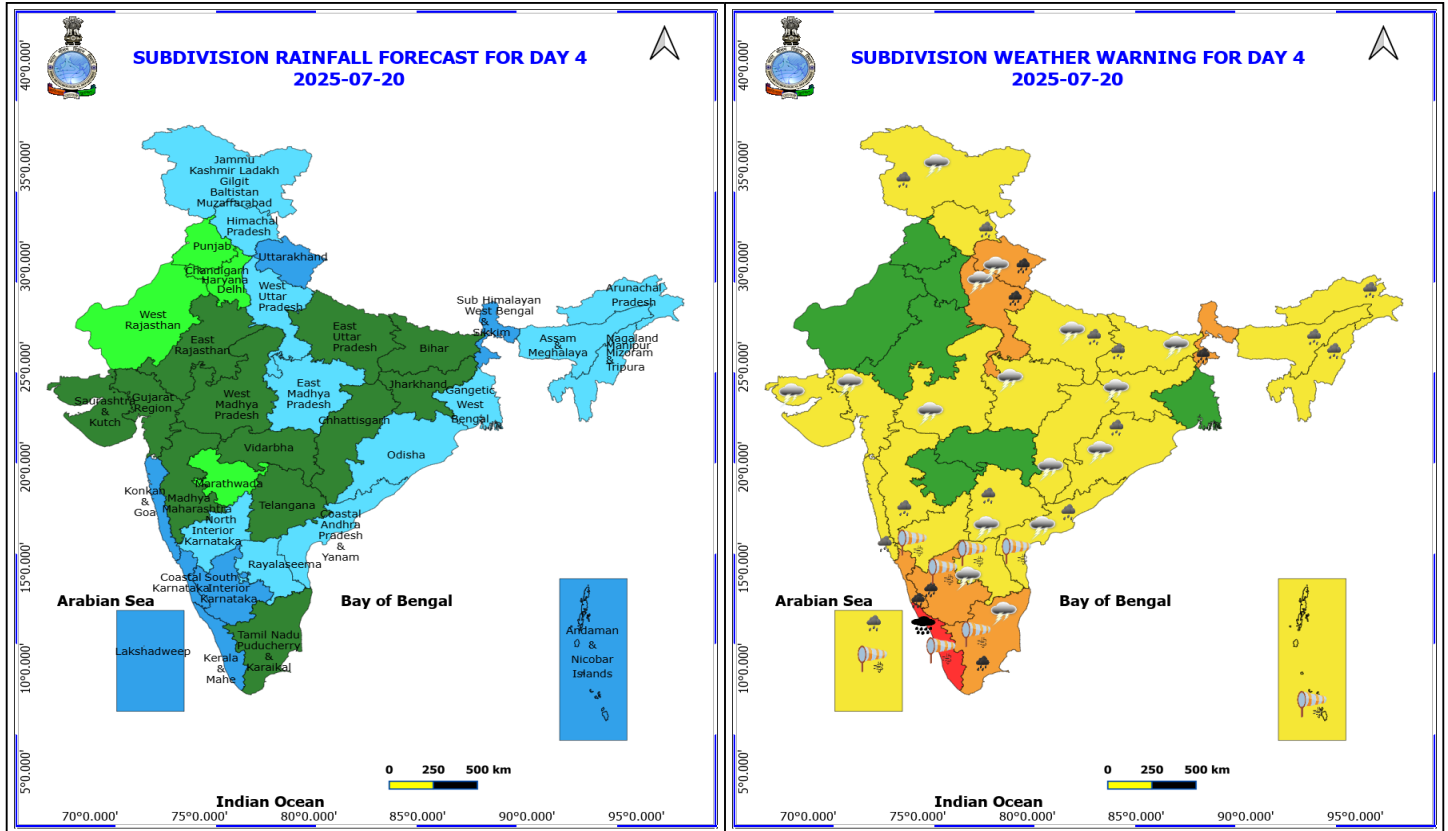 SUBDIVISION RAINFALL FORECAST FOR DAY 4
2025-07-20
40°0.000'
35°0.000'
30°0.000'
25°0.000'
20°0.000'
15°0.000'
10°0.000'
5°0.000'
Jammu
Kashmir Ladakh
Gilgit
Baltistan
Muzaffarabad
Himachal
Pradesh
Punjab
Uttarakhand
Chandigarh
Haryana
Delhi
West
Uttar
Pradesh
West
Rajasthan
East
Rajasthan
East
Uttar
Pradesh
Bihar
Sub Himalayan
West Bengal
&
Sikkim
Arunachal
Pradesh
Assam
&
Meghalaya
Nagaland
Manipur
Mizoram
&
Tripura
Jharkhand
Gangetic
West
Bengal
Saurashtra
&
Kutch
Gujarat
Region
West
Madhya
Pradesh
East
Madhya
Pradesh
Chhattisgarh
Vidarbha
Odisha
Konkan
&
Goa
Madhya
Maharashtra
Marathwada
Telangana
North
Interior
Karnataka
Coastal
Andhra
Pradesh
&
Yanam
Rayalaseema
Coastal
Karnataka
South
Interior
Karnataka
Arabian Sea
Bay of Bengal
Lakshadweep
Kerala
&
Mahe
Tamil Nadu
Puducherry
&
Karaikal
Andaman
&
Nicobar
Islands
0 250 500 km
Indian Ocean
70°0.000' 75°0.000' 80°0.000' 85°0.000' 90°0.000' 95°0.000'
SUBDIVISION WEATHER WARNING FOR DAY 4
2025-07-20
40°0.000'
35°0.000'
30°0.000'
25°0.000'
20°0.000'
15°0.000'
10°0.000'
5°0.000'
Arabian Sea
Bay of Bengal
0 250 500 km
Indian Ocean
70°0.000' 75°0.000' 80°0.000' 85°0.000' 90°0.000' 95°0.000'